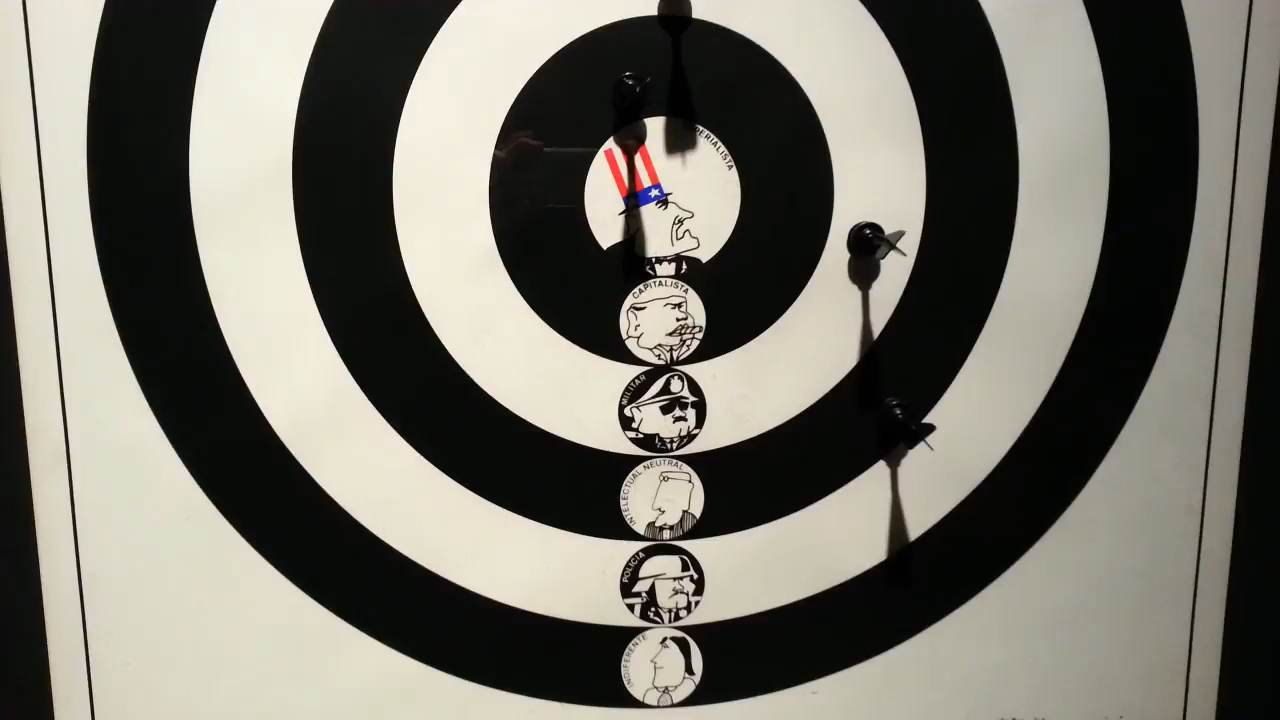 PERIALISTA
CAPITALISTA
MILITAR
INTELECTUAL NEUTRAL
POLICIA
INDIFERENTE